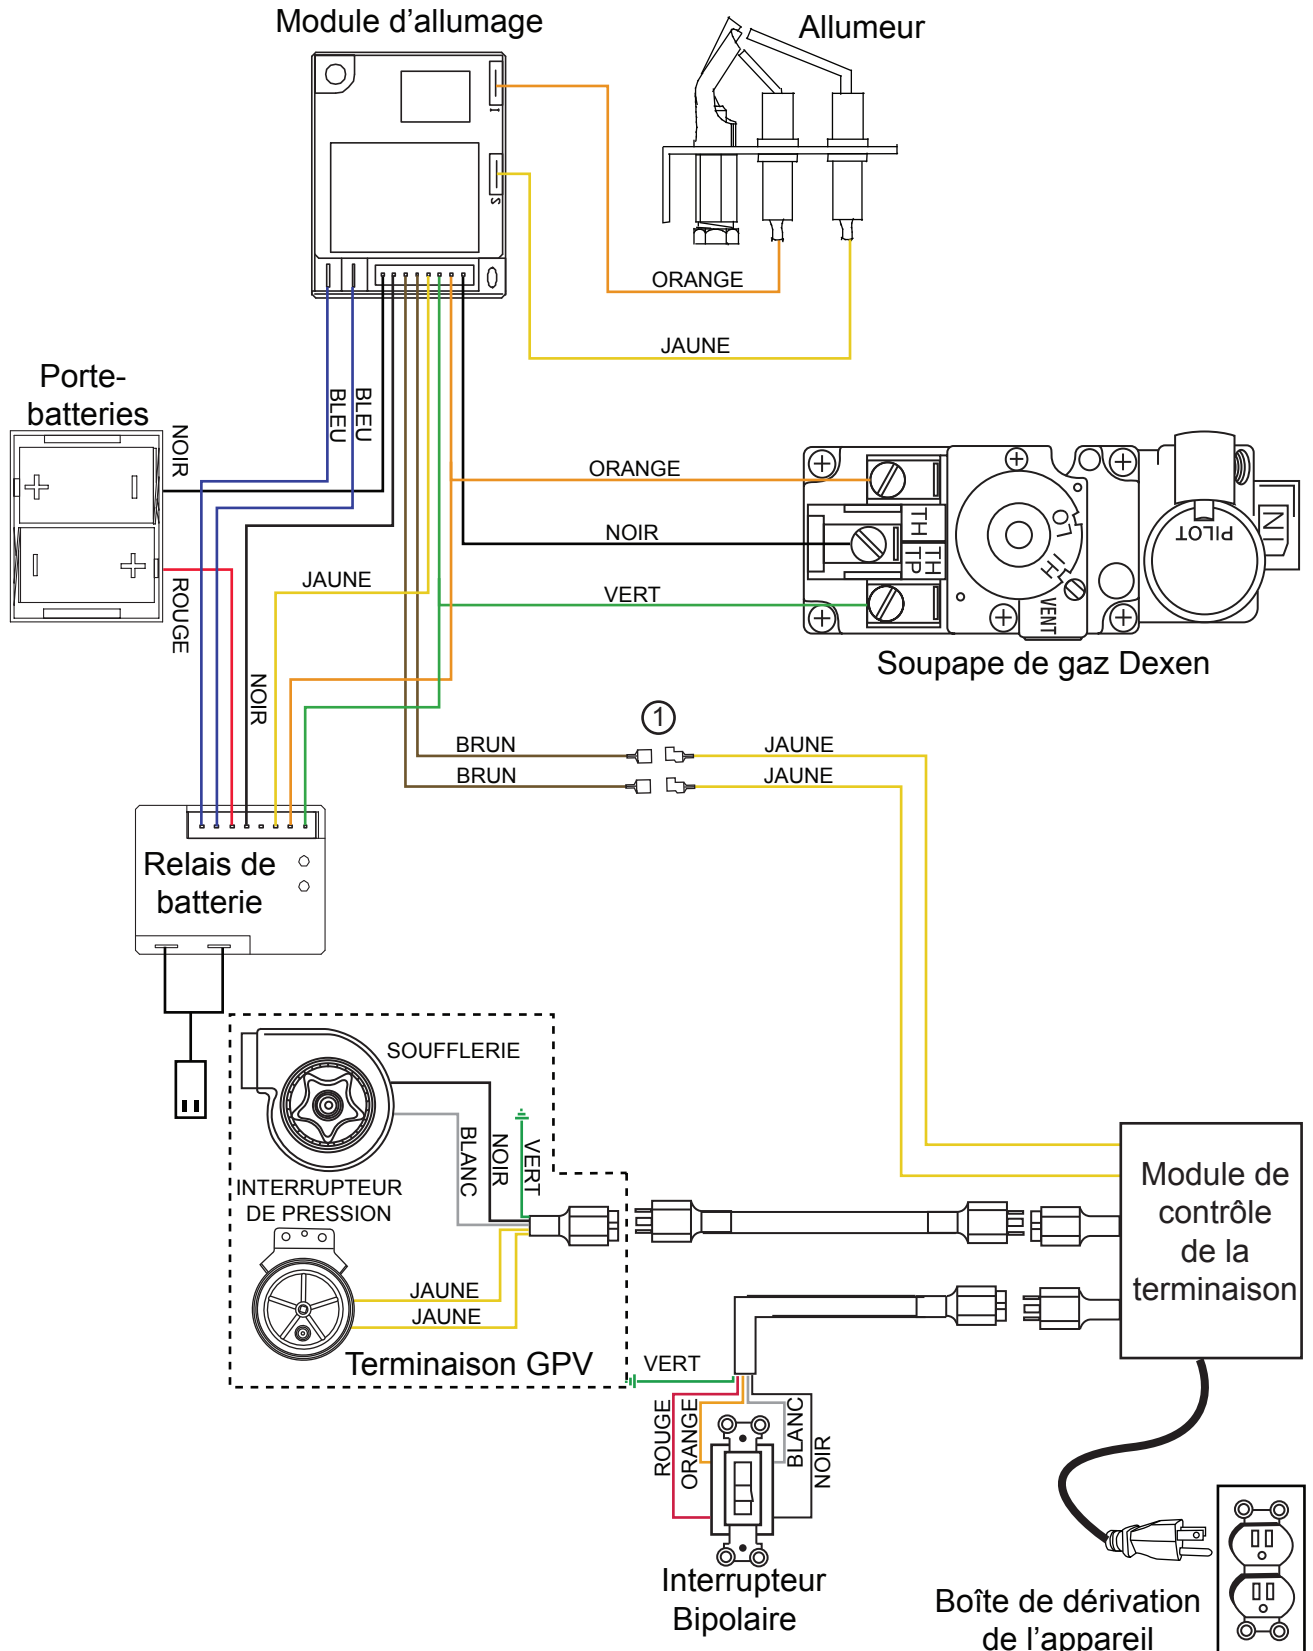 Module d’allumage
Allumeur
I
S
ORANGE
JAUNE
Porte-
batteries
NOIR
BLEU
BLEU
ROUGE
ORANGE
NOIR
JAUNE
VERT
TH
TH
TP
LO
HI
VENT
PILOT
IN
Soupape de gaz Dexen
NOIR
1
BRUN
JAUNE
BRUN
JAUNE
Relais de
batterie
SOUFFLERIE
BLANC
NOIR
VERT
INTERRUPTEUR
DE PRESSION
JAUNE
JAUNE
Terminaison GPV
Module de
contrôle
de la
terminaison
VERT
ROUGE
ORANGE
BLANC
NOIR
Interrupteur
Bipolaire
Boîte de dérivation
de l’appareil